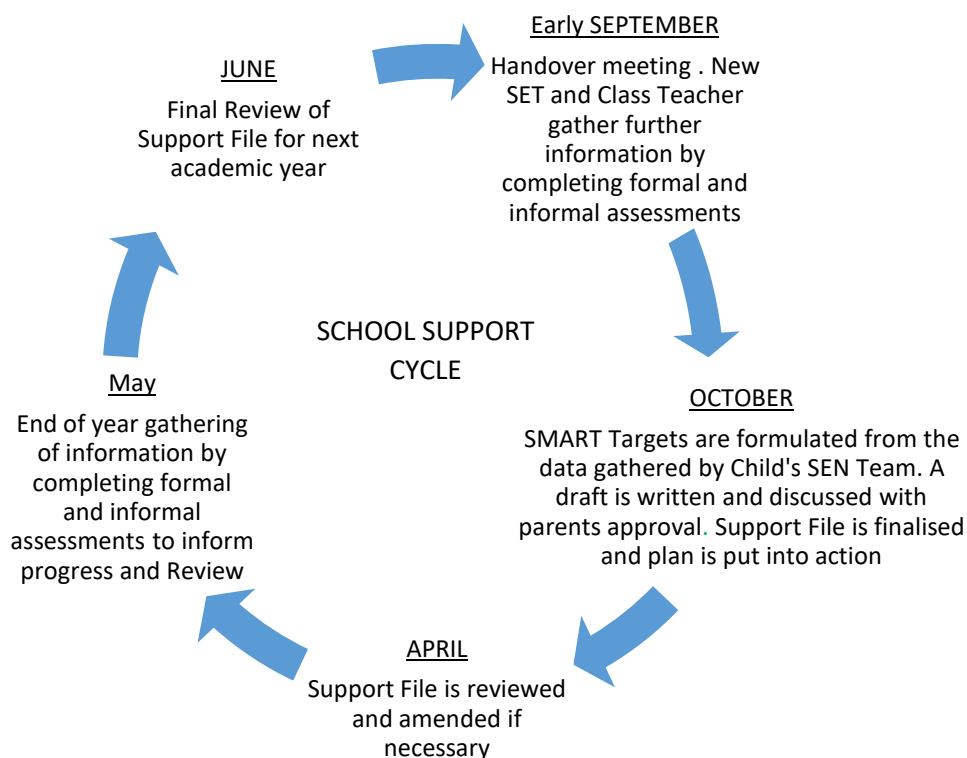 Early SEPTEMBER
Handover meeting . New
SET and Class Teacher
gather further
information by
completing formal and
informal assessments
OCTOBER
SMART Targets are formulated from the
data gathered by Child's SEN Team. A
draft is written and discussed with
parents approval. Support File is finalised
and plan is put into action
APRIL
Support File is reviewed
and amended if
necessary
May
End of year gathering
of information by
completing formal
and informal
assessments to inform
progress and Review
JUNE
Final Review of
Support File for next
academic year
SCHOOL SUPPORT
CYCLE